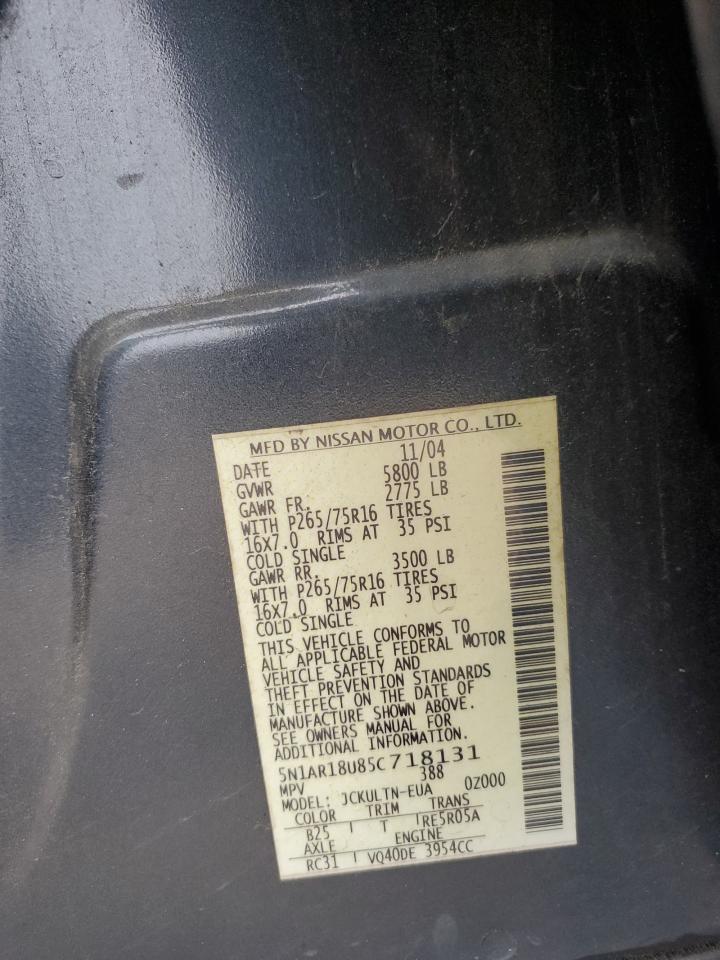 MFD BY NISSAN MOTOR CO., LTD.
DATE 11/04
GVWR 5800 LB
GAWR FR. 2775 LB
WITH P265/75R16 TIRES
16X7.0 RIMS AT 35 PSI
COLD SINGLE
GAWR RR. 3500 LB
WITH P265/75R16 TIRES
16X7.0 RIMS AT 35 PSI
COLD SINGLE
THIS VEHICLE CONFORMS TO
ALL APPLICABLE FEDERAL MOTOR
VEHICLE SAFETY AND
THEFT PREVENTION STANDARDS
IN EFFECT ON THE DATE OF
MANUFACTURE SHOWN ABOVE.
SEE OWNERS MANUAL FOR
ADDITIONAL INFORMATION.
5N1AR18U85C718131
MPV 388
MODEL: JCKULTN-EUA 0Z000
COLOR TRIM TRANS
B25 T RE5R05A
AXLE ENGINE
RC31 VQ40DE 3954CC